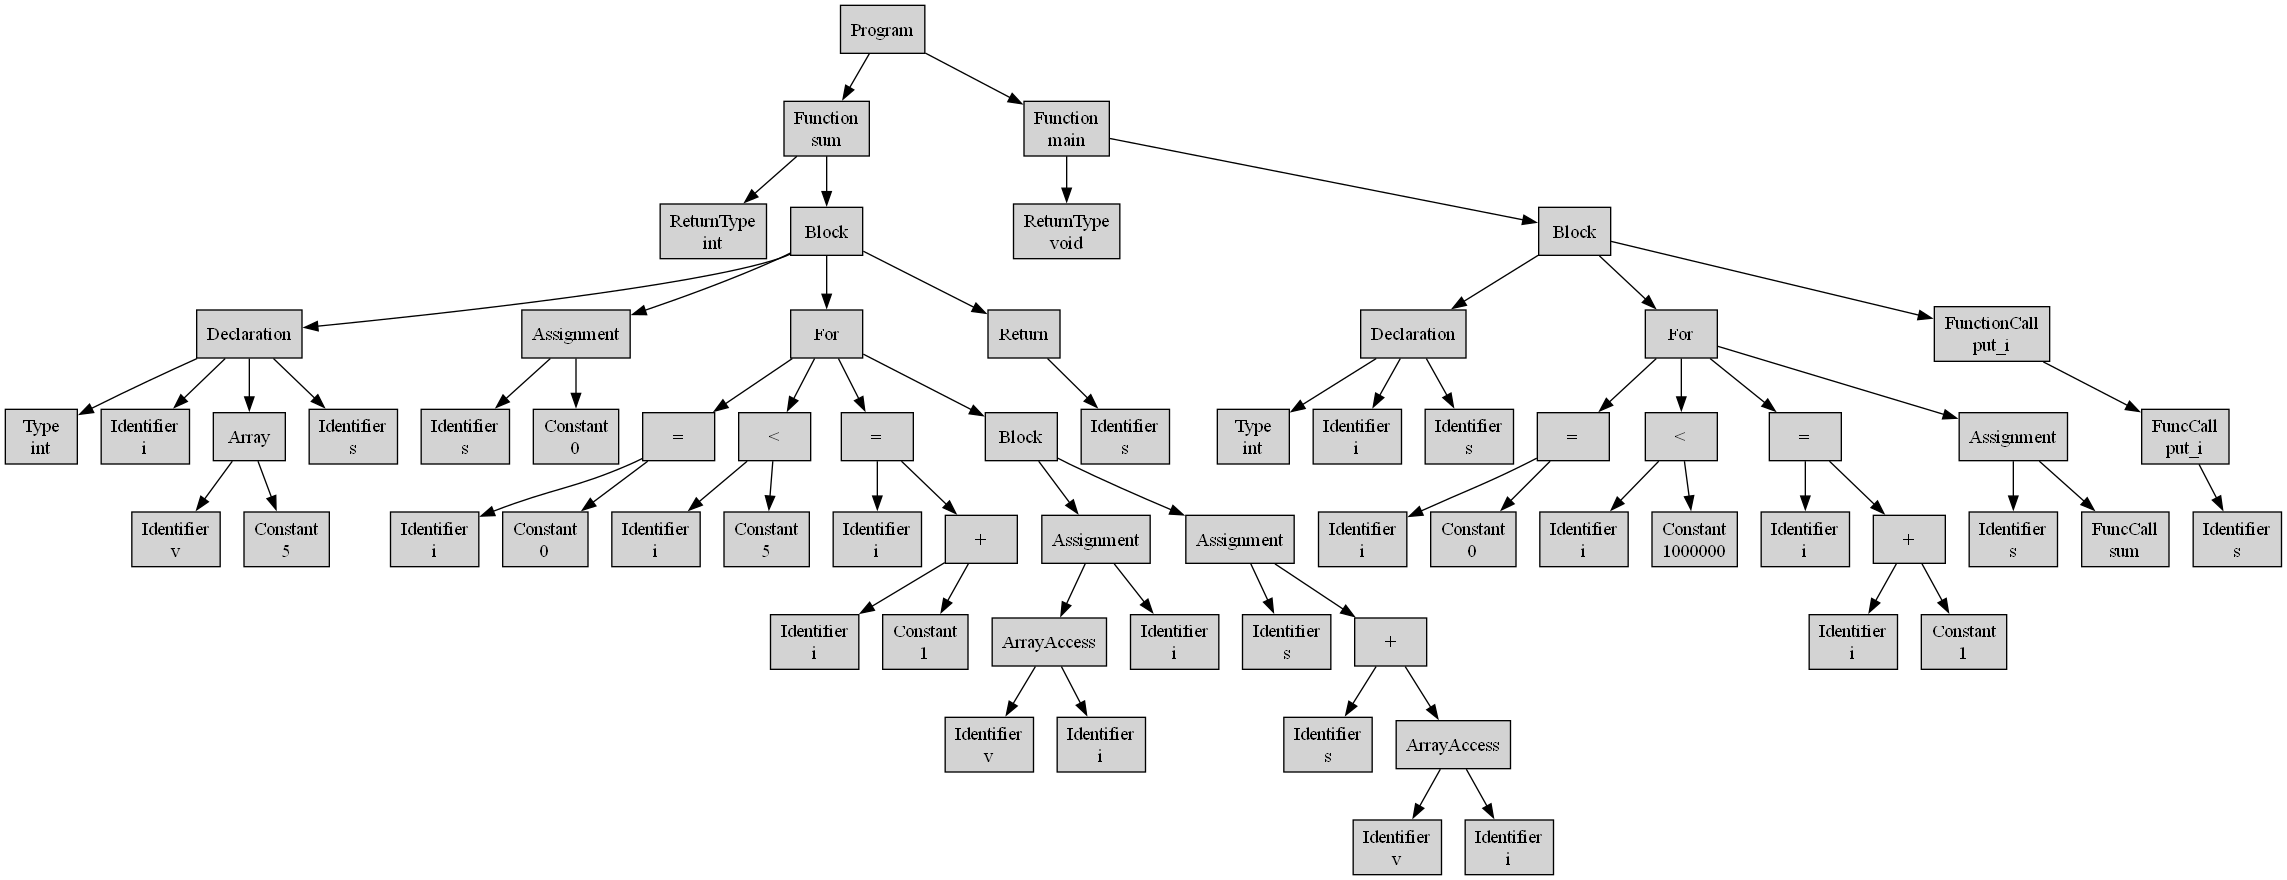 Program
Function
sum
Function
main
ReturnType
int
Block
ReturnType
void
Block
Declaration
Assignment
For
Return
Declaration
For
FunctionCall
put_i
Type
int
Identifier
i
Array
Identifier
s
Identifier
s
Constant
0
=
<
=
Block
Identifier
s
Type
int
Identifier
i
Identifier
s
=
<
=
Assignment
FuncCall
put_i
Identifier
v
Constant
5
Identifier
i
Constant
0
Identifier
i
Constant
5
Identifier
i
+
Assignment
Assignment
Identifier
i
Constant
0
Identifier
i
Constant
1000000
Identifier
i
+
Identifier
s
FuncCall
sum
Identifier
s
Identifier
i
Constant
1
ArrayAccess
Identifier
i
Identifier
s
+
Identifier
i
Constant
1
Identifier
v
Identifier
i
Identifier
s
ArrayAccess
Identifier
v
Identifier
i